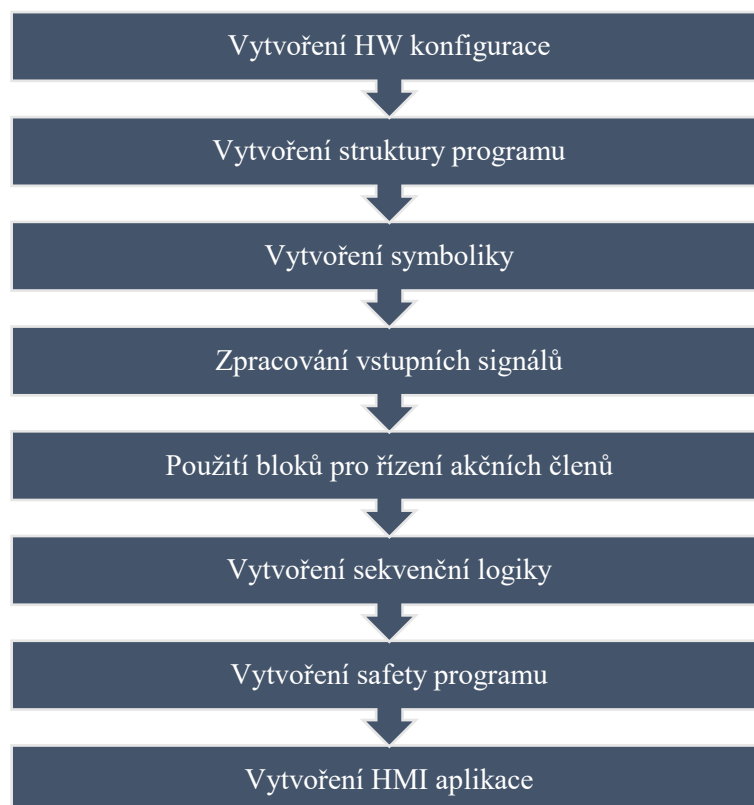 Vytvoření HW konfigurace
Vytvoření struktury programu
Vytvoření symboliky
Zpracování vstupních signálů
Použití bloků pro řízení akčních členů
Vytvoření sekvenční logiky
Vytvoření safety programu
Vytvoření HMI aplikace